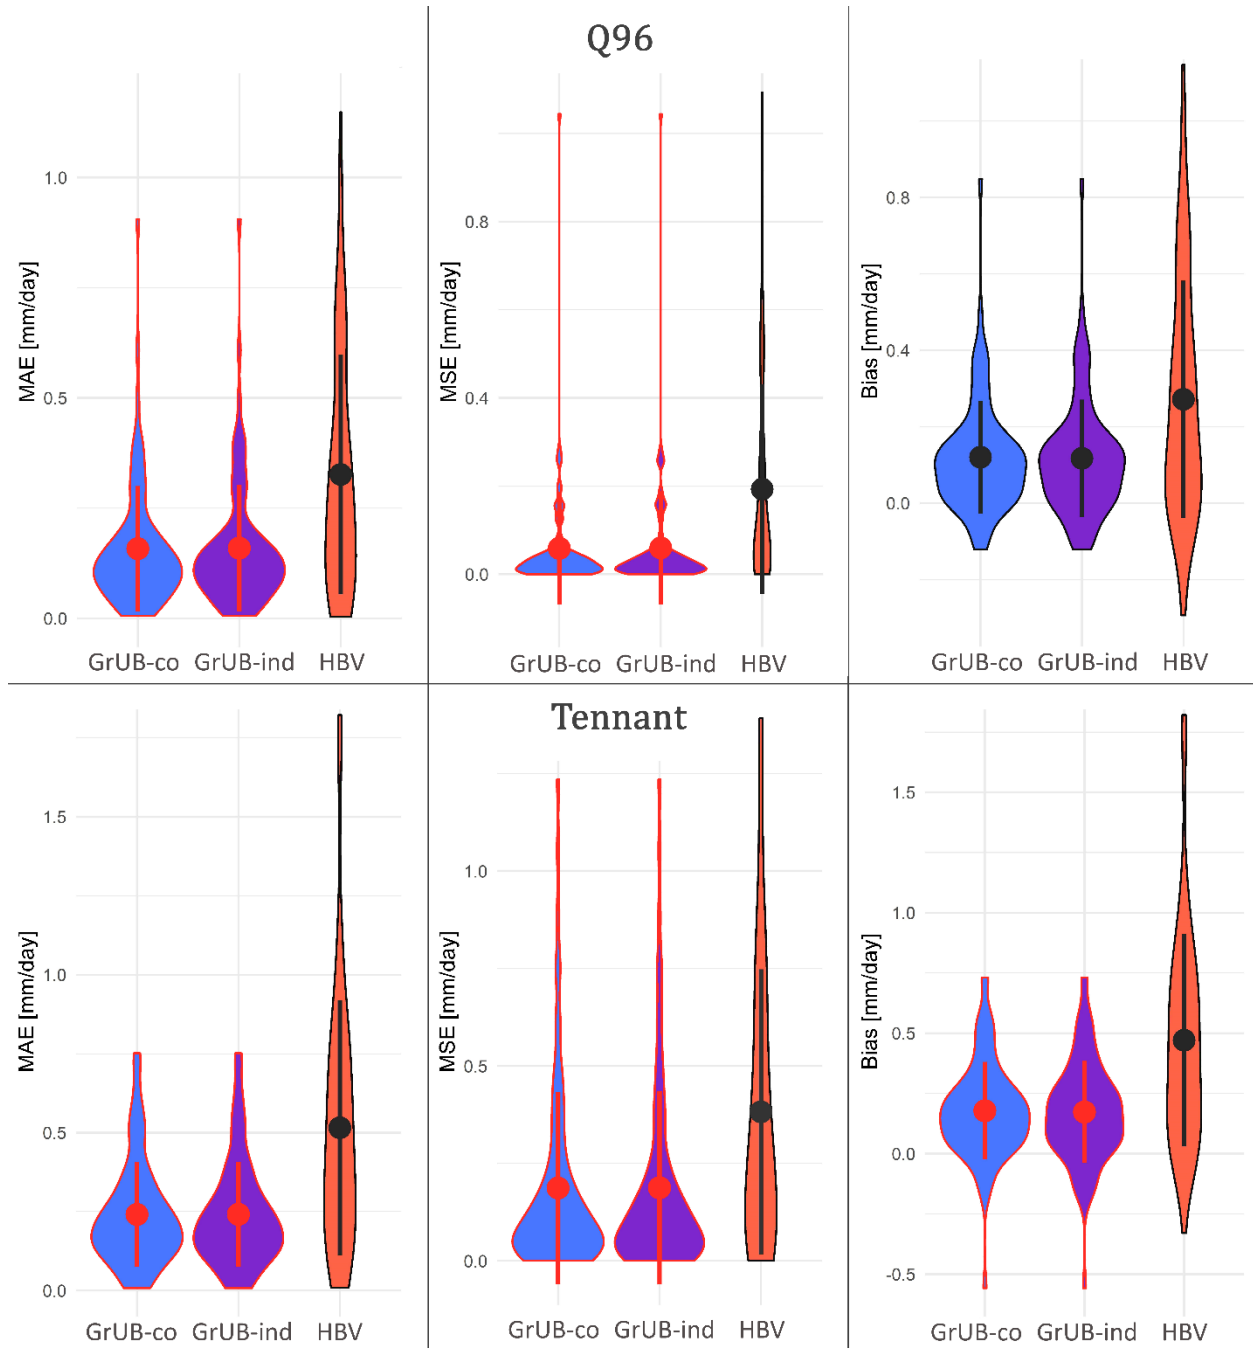 Q96
MAE [mm/day]
1.0
0.5
0.0
GrUB-co GrUB-ind HBV
MSE [mm/day]
0.8
0.4
0.0
GrUB-co GrUB-ind HBV
Bias [mm/day]
0.8
0.4
0.0
GrUB-co GrUB-ind HBV
Tennant
MAE [mm/day]
1.5
1.0
0.5
0.0
GrUB-co GrUB-ind HBV
MSE [mm/day]
1.0
0.5
0.0
GrUB-co GrUB-ind HBV
Bias [mm/day]
1.5
1.0
0.5
0.0
-0.5
GrUB-co GrUB-ind HBV